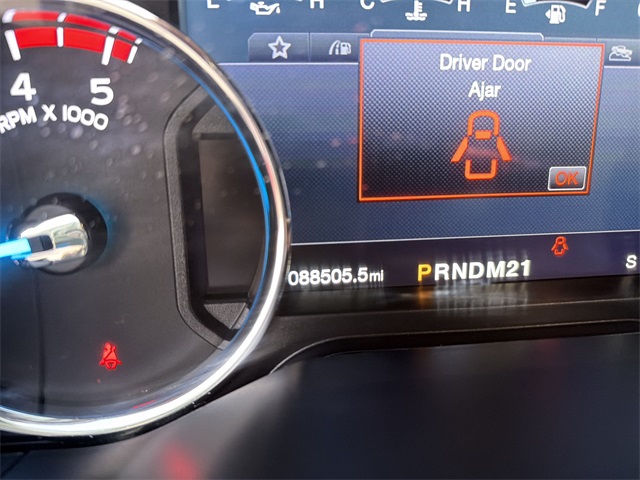 L H C H E F
4 5
RPM X 1000
Driver Door
Ajar
OK
088505.5mi PRNDM21 S